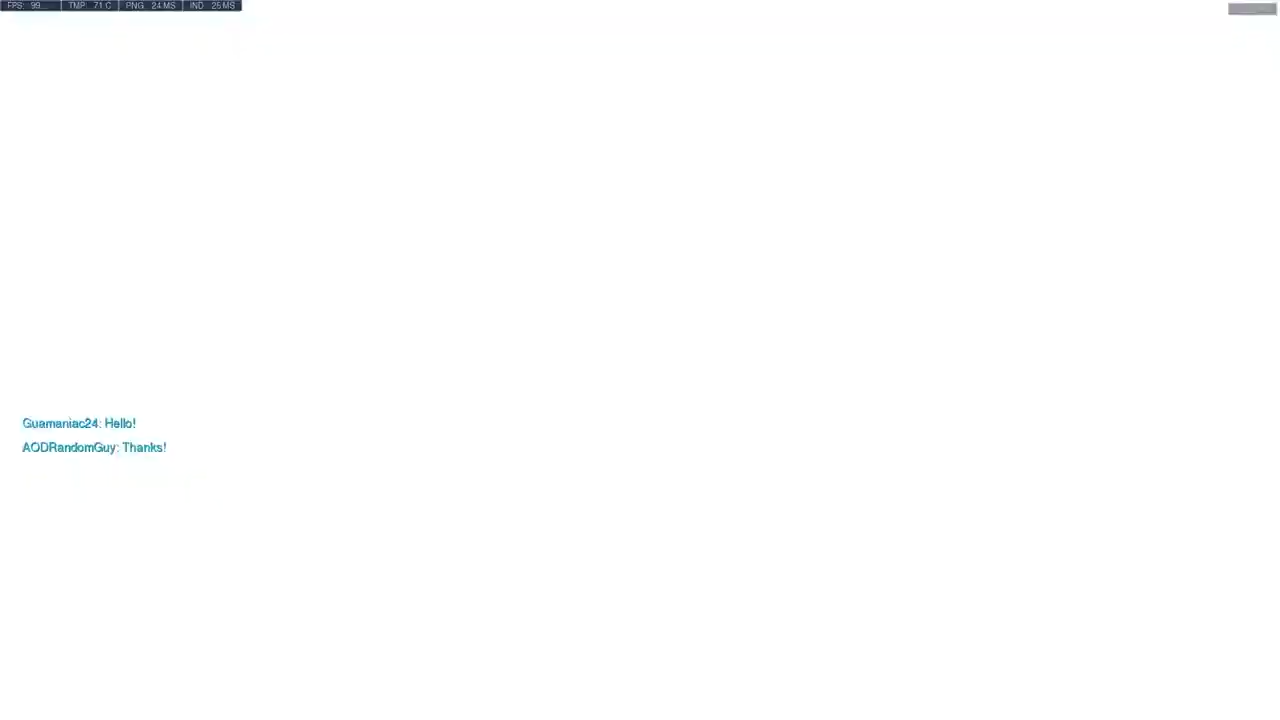 FPS: 99... TMP: 71 C PNG: 24 MS IND: 25 MS
Guamaniac24: Hello!
AODRandomGuy: Thanks!